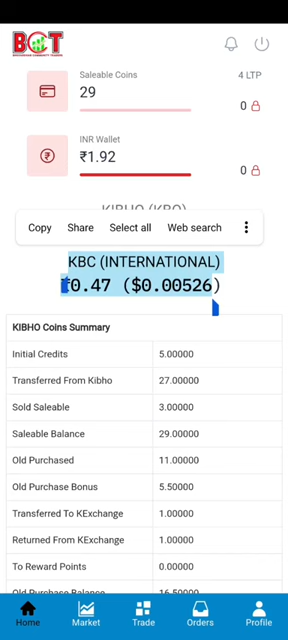 BCT
Saleable Coins
4 LTP
29
0
INR Wallet
₹1.92
0
KIBHO (KBC)
Copy Share Select all Web search
KBC (INTERNATIONAL)
₹0.47 ($0.00526)
KIBHO Coins Summary
Initial Credits 5.00000
Transferred From Kibho 27.00000
Sold Saleable 3.00000
Saleable Balance 29.00000
Old Purchased 11.00000
Old Purchase Bonus 5.50000
Transferred To KExchange 1.00000
Returned From KExchange 1.00000
To Reward Points 0.00000
Old Purchase Balance 16.50000
Home Market Trade Orders Profile